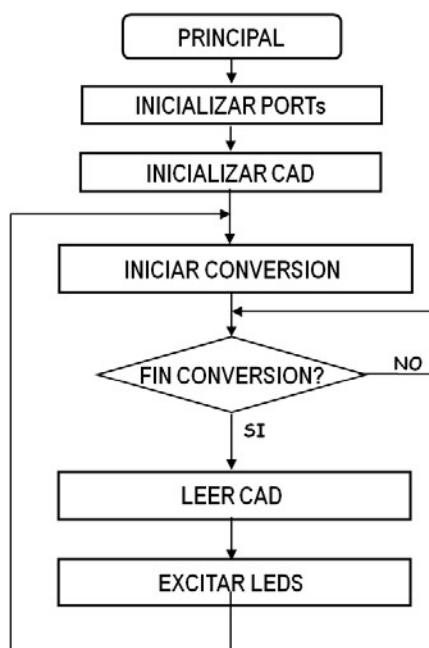 PRINCIPAL
INICIALIZAR PORTs
INICIALIZAR CAD
INICIAR CONVERSION
FIN CONVERSION?
NO
SI
LEER CAD
EXCITAR LEDS